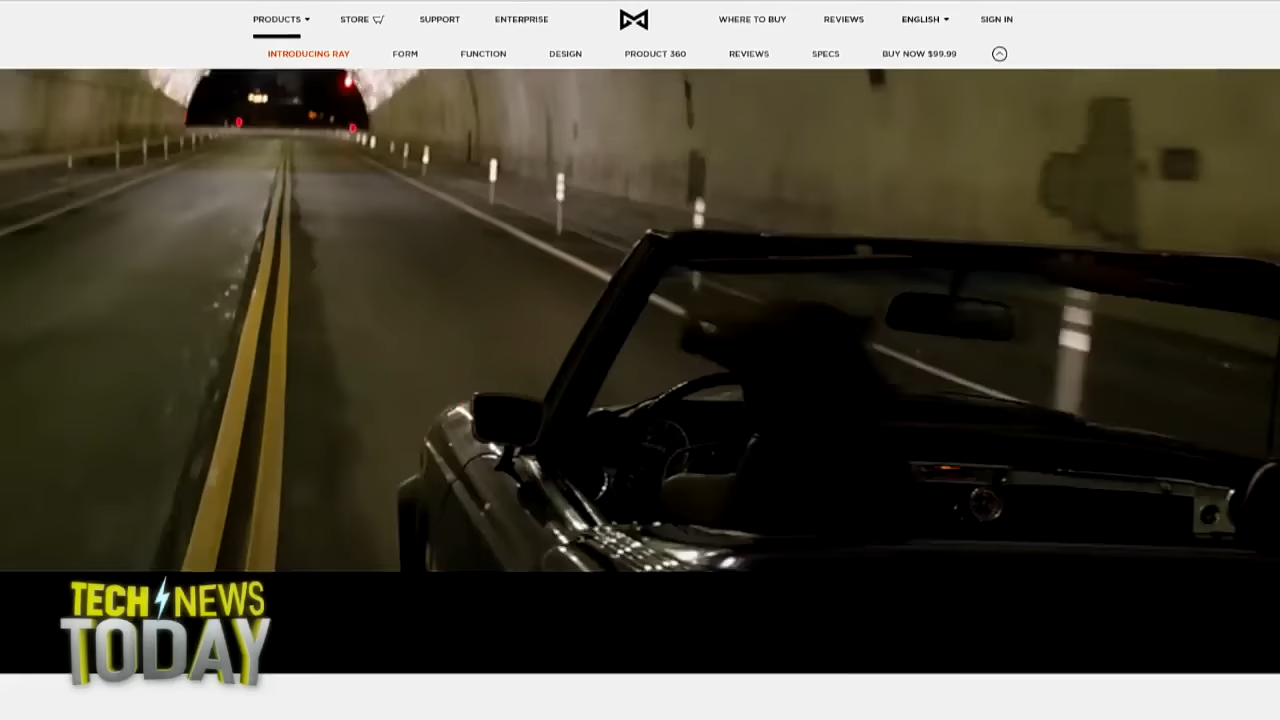 PRODUCTS STORE SUPPORT ENTERPRISE WHERE TO BUY REVIEWS ENGLISH SIGN IN
INTRODUCING RAY FORM FUNCTION DESIGN PRODUCT 360 REVIEWS SPECS BUY NOW $99.99
TECH NEWS
TODAY